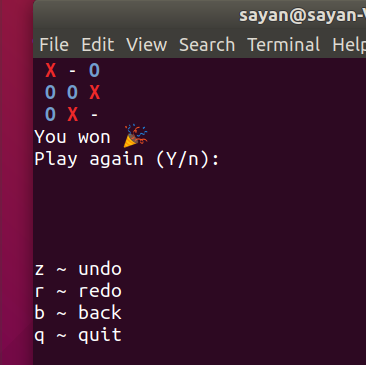 sayan@sayan-
File Edit View Search Terminal Help
X - O
O O X
O X -
You won 🎉
Play again (Y/n):
z ~ undo
r ~ redo
b ~ back
q ~ quit